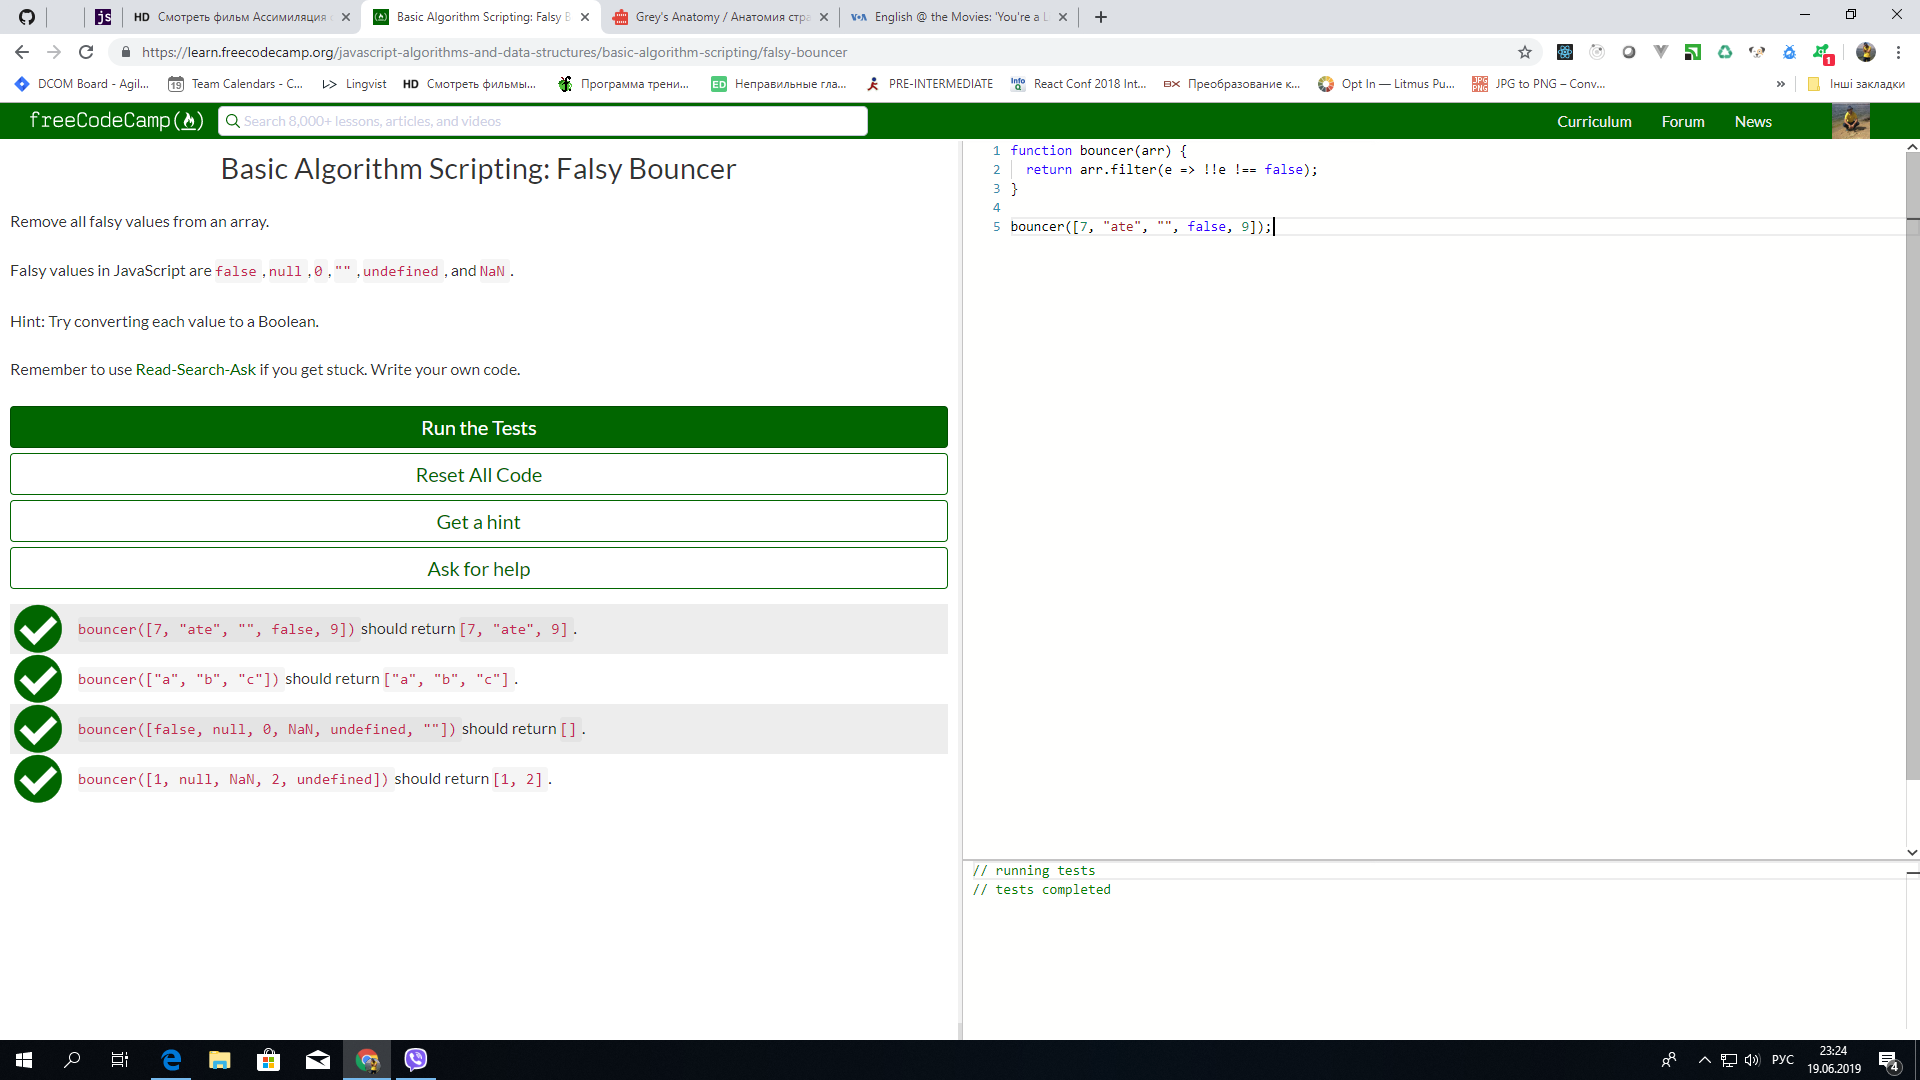 js
HD Смотреть фильм Ассимиляция
Basic Algorithm Scripting: Falsy B
Grey's Anatomy / Анатомия стра
VOA English @ the Movies: 'You're a L
https://learn.freecodecamp.org/javascript-algorithms-and-data-structures/basic-algorithm-scripting/falsy-bouncer
1
DCOM Board - Agil...
19 Team Calendars - C...
Lingvist
HD Смотреть фильмы...
Программа трени...
ED Неправильные гла...
PRE-INTERMEDIATE
Info React Conf 2018 Int...
Преобразование к...
Opt In — Litmus Pu...
JPG PNG JPG to PNG – Conv...
»
Інші закладки
freeCodeCamp
Search 8,000+ lessons, articles, and videos
Curriculum
Forum
News
Basic Algorithm Scripting: Falsy Bouncer
Remove all falsy values from an array.
Falsy values in JavaScript are false , null , 0 , "" , undefined , and NaN .
Hint: Try converting each value to a Boolean.
Remember to use Read-Search-Ask if you get stuck. Write your own code.
Run the Tests
Reset All Code
Get a hint
Ask for help
bouncer([7, "ate", "", false, 9]) should return [7, "ate", 9] .
bouncer(["a", "b", "c"]) should return ["a", "b", "c"] .
bouncer([false, null, 0, NaN, undefined, ""]) should return [] .
bouncer([1, null, NaN, 2, undefined]) should return [1, 2] .
1 function bouncer(arr) {
2 return arr.filter(e => !!e !== false);
3 }
4
5 bouncer([7, "ate", "", false, 9]);
// running tests
// tests completed
РУС
23:24
19.06.2019
4